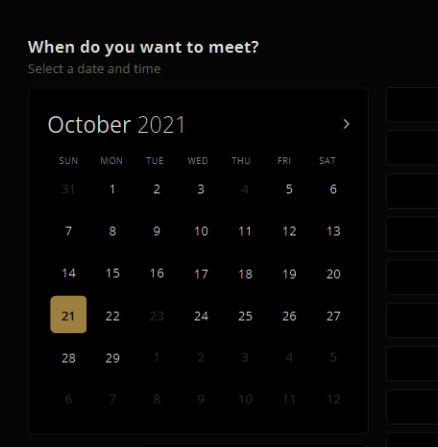 When do you want to meet?
Select a date and time
October 2021
SUN MON TUE WED THU FRI SAT
31 1 2 3 4 5 6
7 8 9 10 11 12 13
14 15 16 17 18 19 20
21 22 23 24 25 26 27
28 29 1 2 3 4 5
6 7 8 9 10 11 12